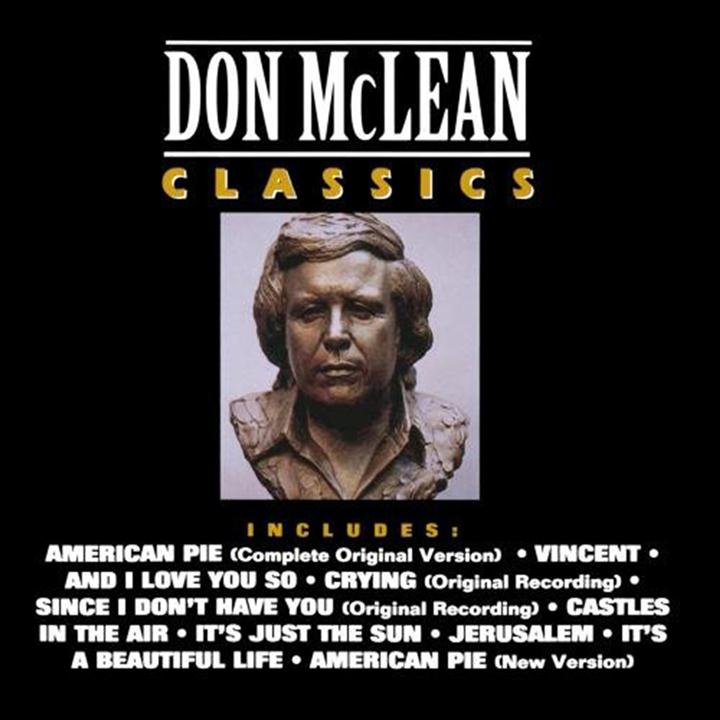 DON McLEAN
CLASSICS
INCLUDES:
AMERICAN PIE (Complete Original Version) • VINCENT •
AND I LOVE YOU SO • CRYING (Original Recording) •
SINCE I DON'T HAVE YOU (Original Recording) • CASTLES
IN THE AIR • IT'S JUST THE SUN • JERUSALEM • IT'S
A BEAUTIFUL LIFE • AMERICAN PIE (New Version)